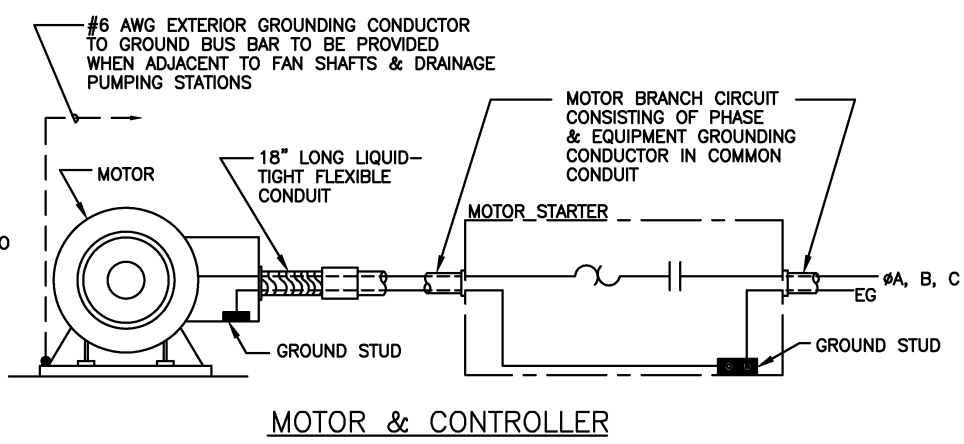 #6 AWG EXTERIOR GROUNDING CONDUCTOR
TO GROUND BUS BAR TO BE PROVIDED
WHEN ADJACENT TO FAN SHAFTS & DRAINAGE
PUMPING STATIONS
MOTOR BRANCH CIRCUIT
CONSISTING OF PHASE
& EQUIPMENT GROUNDING
CONDUCTOR IN COMMON
CONDUIT
18" LONG LIQUID-
TIGHT FLEXIBLE
CONDUIT
MOTOR
MOTOR STARTER
O
øA, B, C
EG
GROUND STUD
GROUND STUD
MOTOR & CONTROLLER